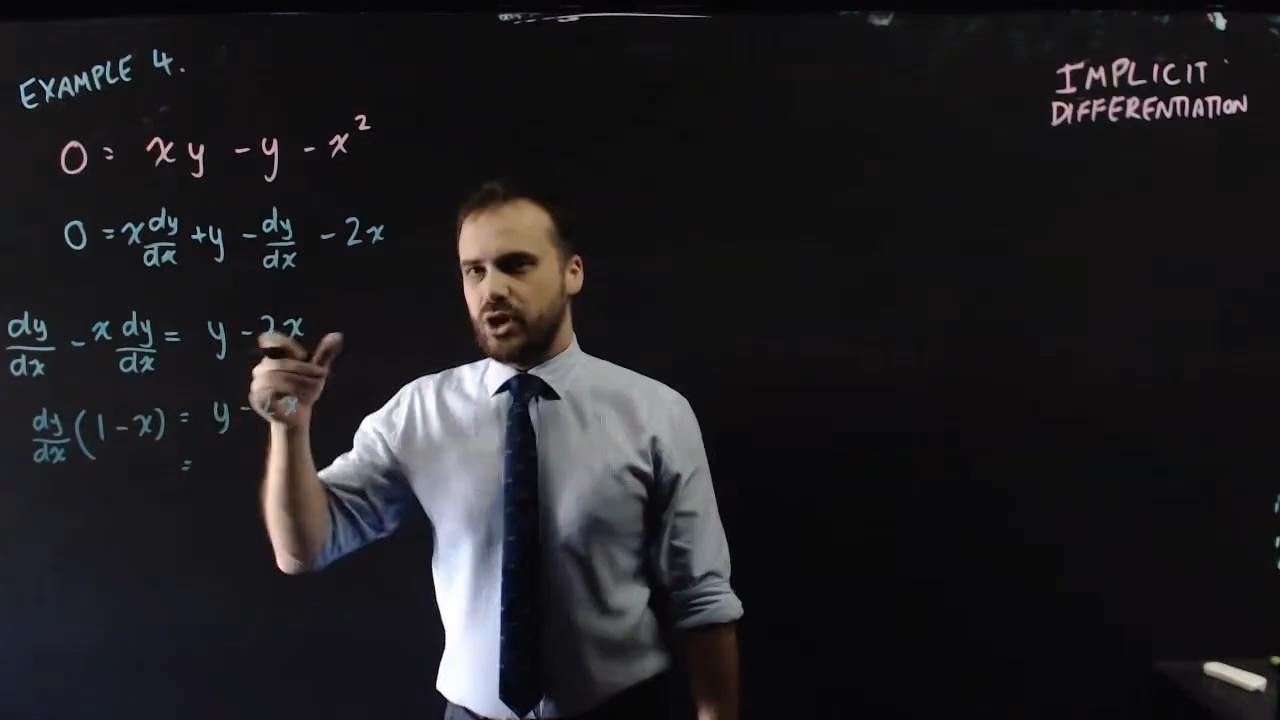 EXAMPLE 4.
IMPLICIT
DIFFERENTIATION
0 = xy - y - x²
0 = x dy/dx + y - dy/dx - 2x
dy/dx - x dy/dx = y - 2x
dy/dx (1 - x) = y - 2x
=